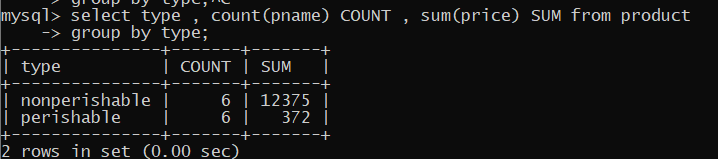 -> group by type;^C
mysql> select type , count(pname) COUNT , sum(price) SUM from product
    -> group by type;
+--------------+-------+-------+
| type         | COUNT | SUM   |
+--------------+-------+-------+
| nonperishable |     6 | 12375 |
| perishable    |     6 |   372 |
+--------------+-------+-------+
2 rows in set (0.00 sec)